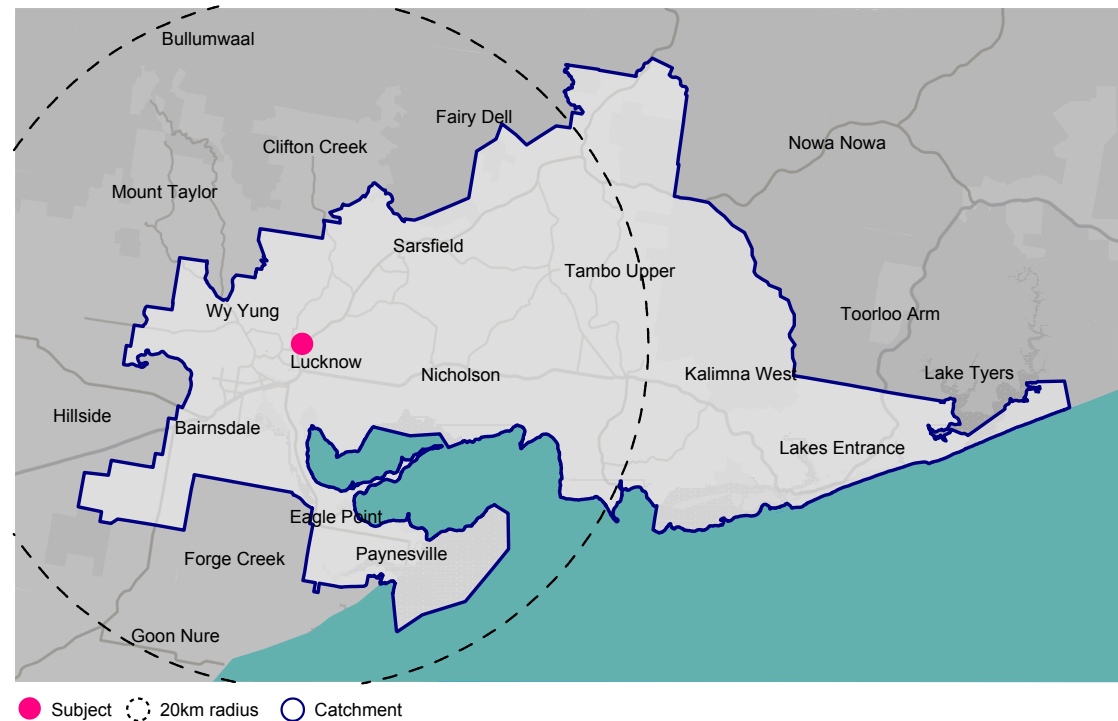 Bullumwaal
Fairy Dell
Clifton Creek
Nowa Nowa
Mount Taylor
Sarsfield
Tambo Upper
Wy Yung
Toorloo Arm
Lucknow
Nicholson
Kalimna West
Lake Tyers
Hillside
Bairnsdale
Lakes Entrance
Eagle Point
Forge Creek
Paynesville
Goon Nure
Subject
20km radius
Catchment